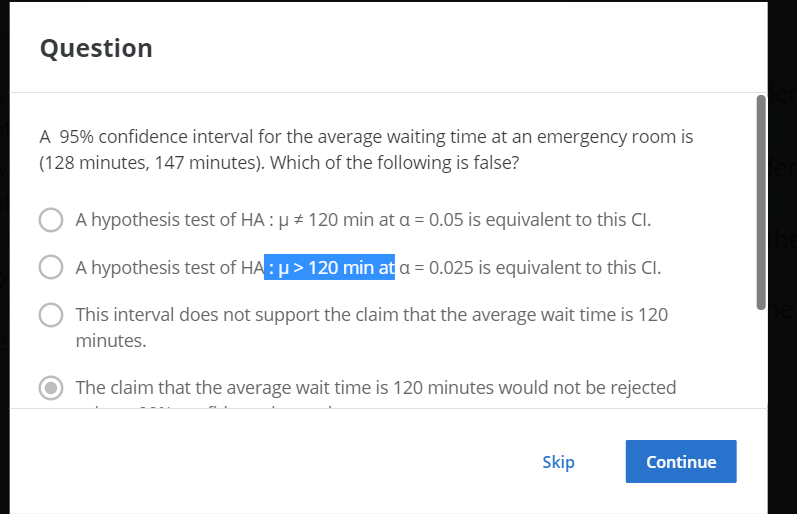 Question
A 95% confidence interval for the average waiting time at an emergency room is
(128 minutes, 147 minutes). Which of the following is false?
A hypothesis test of HA : μ ≠ 120 min at α = 0.05 is equivalent to this CI.
A hypothesis test of HA : μ > 120 min at α = 0.025 is equivalent to this CI.
This interval does not support the claim that the average wait time is 120
minutes.
The claim that the average wait time is 120 minutes would not be rejected
Skip
Continue